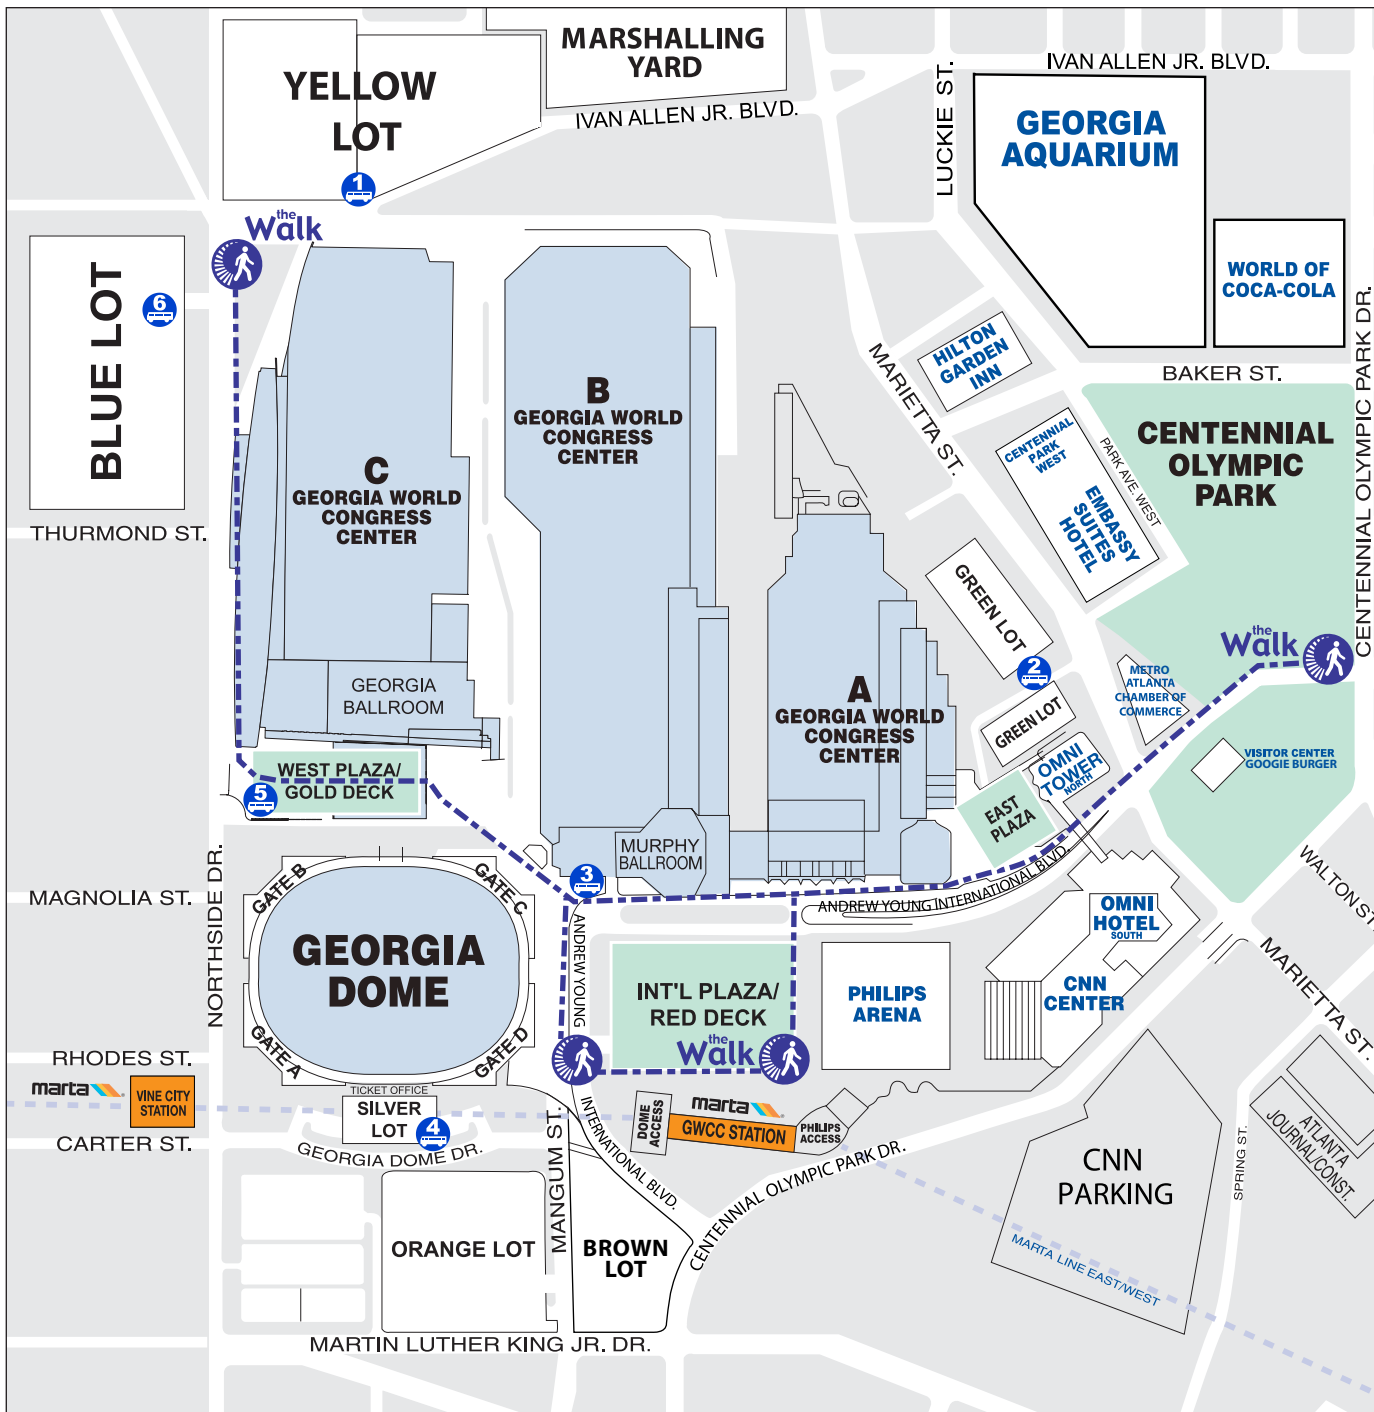 MARSHALLING
YARD
YELLOW
LOT
IVAN ALLEN JR. BLVD.
IVAN ALLEN JR. BLVD.
LUCKIE ST.
GEORGIA
AQUARIUM
1
the
Walk
BLUE LOT
6
WORLD OF
COCA-COLA
CENTENNIAL OLYMPIC PARK DR.
HILTON
GARDEN
INN
MARIETTA ST.
BAKER ST.
B
GEORGIA WORLD
CONGRESS
CENTER
C
GEORGIA WORLD
CONGRESS
CENTER
CENTENNIAL
PARK
WEST
EMBASSY
SUITES
HOTEL
PARK AVE. WEST
CENTENNIAL
OLYMPIC
PARK
THURMOND ST.
GREEN LOT
2
the
Walk
GEORGIA
BALLROOM
A
GEORGIA WORLD
CONGRESS
CENTER
METRO
ATLANTA
CHAMBER OF
COMMERCE
GREEN LOT
OMNI
TOWER
NORTH
VISITOR CENTER
GOOGIE BURGER
WEST PLAZA/
GOLD DECK
5
EAST
PLAZA
MURPHY
BALLROOM
3
NORTHSIDE DR.
MAGNOLIA ST.
GATE B
GATE C
GEORGIA
DOME
GATE A
GATE D
ANDREW YOUNG
INTERNATIONAL BLVD.
ANDREW YOUNG INTERNATIONAL BLVD.
OMNI
HOTEL
SOUTH
CNN
CENTER
WALTON ST.
MARIETTA ST.
INT'L PLAZA/
RED DECK
the
Walk
PHILIPS
ARENA
RHODES ST.
marta
VINE CITY
STATION
CARTER ST.
TICKET OFFICE
SILVER
LOT
4
GEORGIA DOME DR.
MANGUM ST.
DOME
ACCESS
marta
GWCC STATION
PHILIPS
ACCESS
CENTENNIAL OLYMPIC PARK DR.
CNN
PARKING
SPRING ST.
ATLANTA
JOURNAL/CONST.
ORANGE LOT
BROWN
LOT
MARTA LINE EAST/WEST
MARTIN LUTHER KING JR. DR.